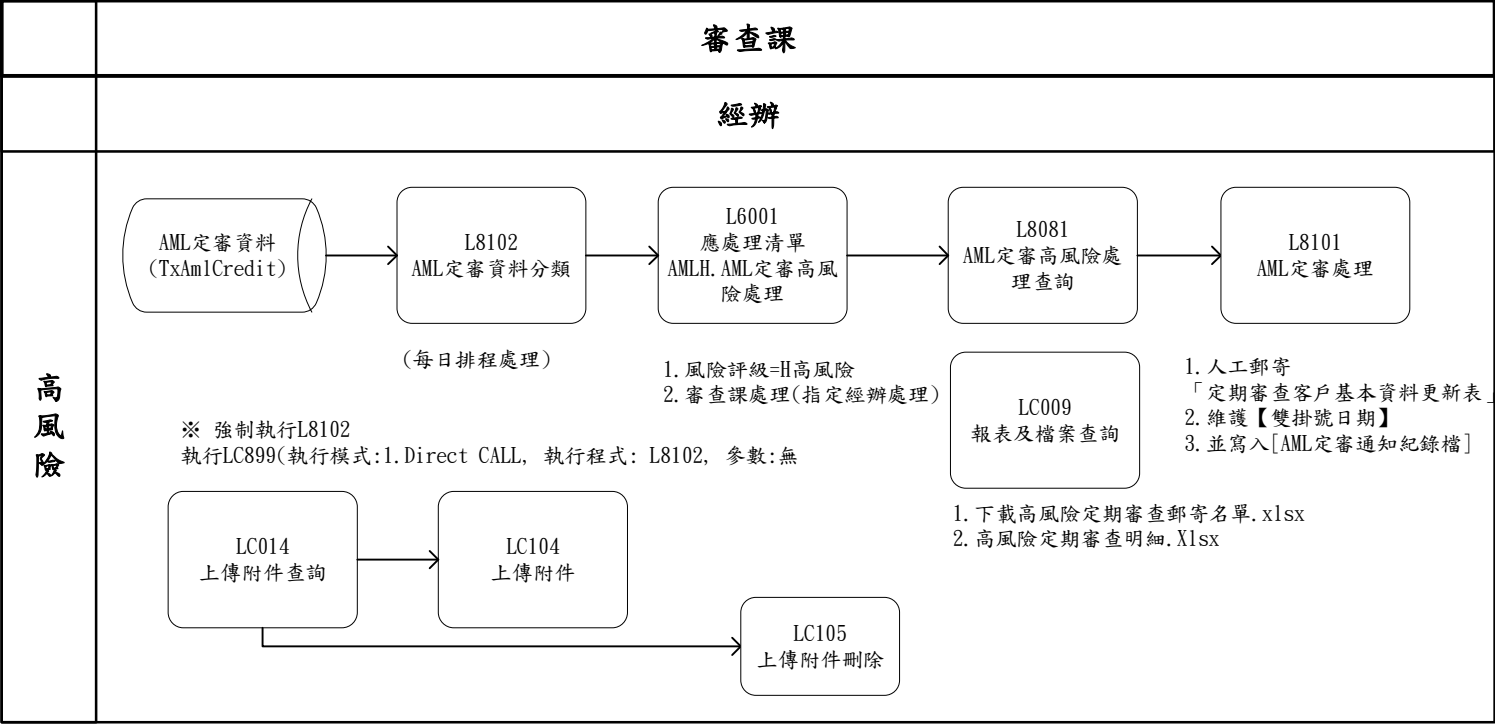 審查課
經辦
高
風
險
AML定審資料
(TxAmlCredit)
L8102
AML定審資料分類
(每日排程處理)
L6001
應處理清單
AMLH.AML定審高風
險處理
1.風險評級=H高風險
2.審查課處理(指定經辦處理)
L8081
AML定審高風險處
理查詢
L8101
AML定審處理
1.人工郵寄
「定期審查客戶基本資料更新表」
2.維護【雙掛號日期】
3.並寫入[AML定審通知紀錄檔]
LC009
報表及檔案查詢
1.下載高風險定期審查郵寄名單.xlsx
2.高風險定期審查明細.Xlsx
※ 強制執行L8102
執行LC899(執行模式:1.Direct CALL, 執行程式: L8102, 參數:無
LC014
上傳附件查詢
LC104
上傳附件
LC105
上傳附件刪除